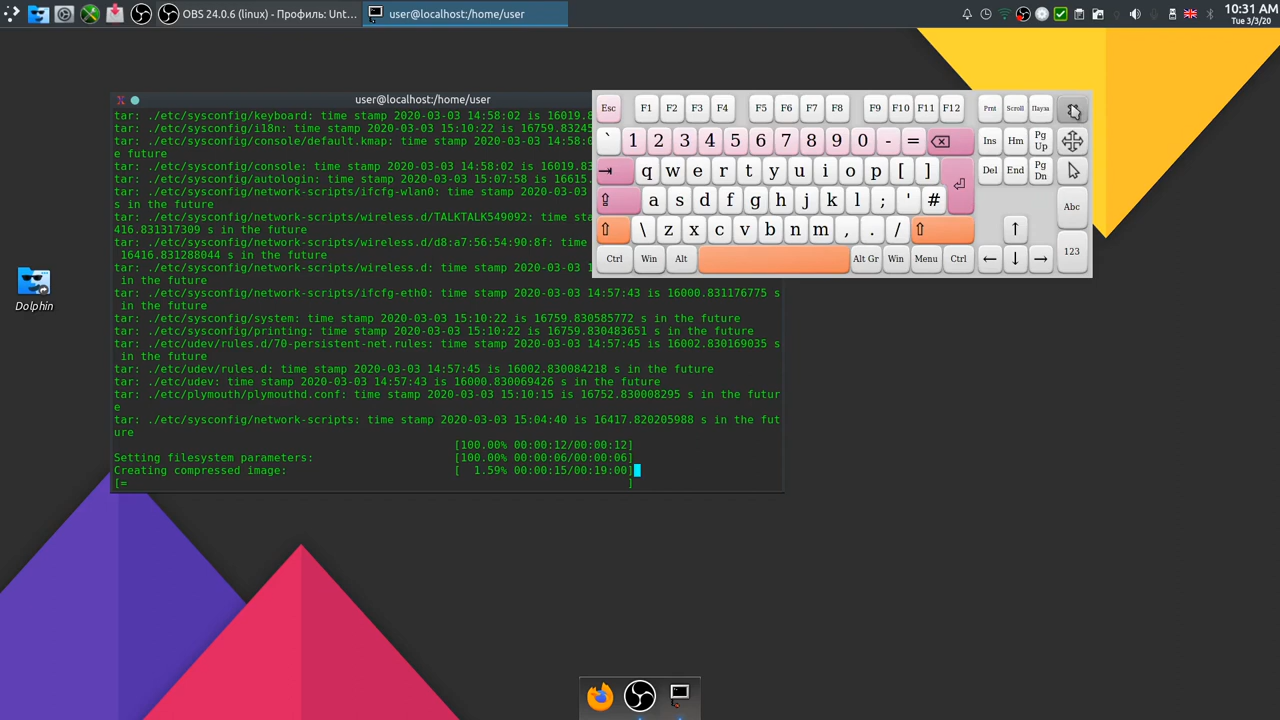 OBS 24.0.6 (linux) - Профиль: Unt...
user@localhost:/home/user
10:31 AM
Tue 3/3/20
user@localhost:/home/user
tar: ./etc/sysconfig/keyboard: time stamp 2020-03-03 14:58:02 is 16019.8
tar: ./etc/i18n: time stamp 2020-03-03 15:10:22 is 16759.83245
tar: ./etc/sysconfig/console/default.kmap: time stamp 2020-03-03 14:58:0
e future
tar: ./etc/sysconfig/console: time stamp 2020-03-03 14:58:02 is 16019.83
tar: ./etc/sysconfig/autologin: time stamp 2020-03-03 15:07:58 is 16615.
tar: ./etc/sysconfig/network-scripts/ifcfg-wlan0: time stamp 2020-03-03
s in the future
tar: ./etc/sysconfig/network-scripts/wireless.d/TALKTALK549092: time sta
416.831317309 s in the future
tar: ./etc/sysconfig/network-scripts/wireless.d/d8:a7:56:54:90:8f: time
16416.831288044 s in the future
tar: ./etc/sysconfig/network-scripts/wireless.d: time stamp 2020-03-03 1
in the future
tar: ./etc/sysconfig/network-scripts/ifcfg-eth0: time stamp 2020-03-03 14:57:43 is 16000.831176775 s
in the future
tar: ./etc/sysconfig/system: time stamp 2020-03-03 15:10:22 is 16759.830585772 s in the future
tar: ./etc/sysconfig/printing: time stamp 2020-03-03 15:10:22 is 16759.830483651 s in the future
tar: ./etc/udev/rules.d/70-persistent-net.rules: time stamp 2020-03-03 14:57:45 is 16002.830169035 s
in the future
tar: ./etc/udev/rules.d: time stamp 2020-03-03 14:57:45 is 16002.830084218 s in the future
tar: ./etc/udev: time stamp 2020-03-03 14:57:43 is 16000.830069426 s in the future
tar: ./etc/plymouth/plymouthd.conf: time stamp 2020-03-03 15:10:15 is 16752.830008295 s in the futur
e
tar: ./etc/sysconfig/network-scripts: time stamp 2020-03-03 15:04:40 is 16417.820205988 s in the fut
ure
[100.00% 00:00:12/00:00:12]
Setting filesystem parameters: [100.00% 00:00:06/00:00:06]
Creating compressed image: [ 1.59% 00:00:15/00:19:00]
[= ]
Esc F1 F2 F3 F4 F5 F6 F7 F8 F9 F10 F11 F12 Prnt Scroll Пауза
` 1 2 3 4 5 6 7 8 9 0 - = Ins Hm Pg Up
q w e r t y u i o p [ ] Del End Pg Dn
a s d f g h j k l ; ' # Abc
\ z x c v b n m , . /
Ctrl Win Alt Alt Gr Win Menu Ctrl 123
Dolphin